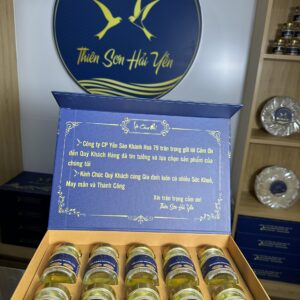 Thiên Sơn Hải Yến
Lời Cảm Ơn
Công ty CP Yến Sào Khánh Hòa 79 trân trọng gửi lời Cảm Ơn
đến Quý Khách Hàng đã tin tưởng và lựa chọn sản phẩm của
chúng tôi
Kính Chúc Quý Khách cùng Gia đình luôn có nhiều Sức Khoẻ,
May mắn và Thành Công
Xin trân trọng cảm ơn!
Thiên Sơn Hải Yến